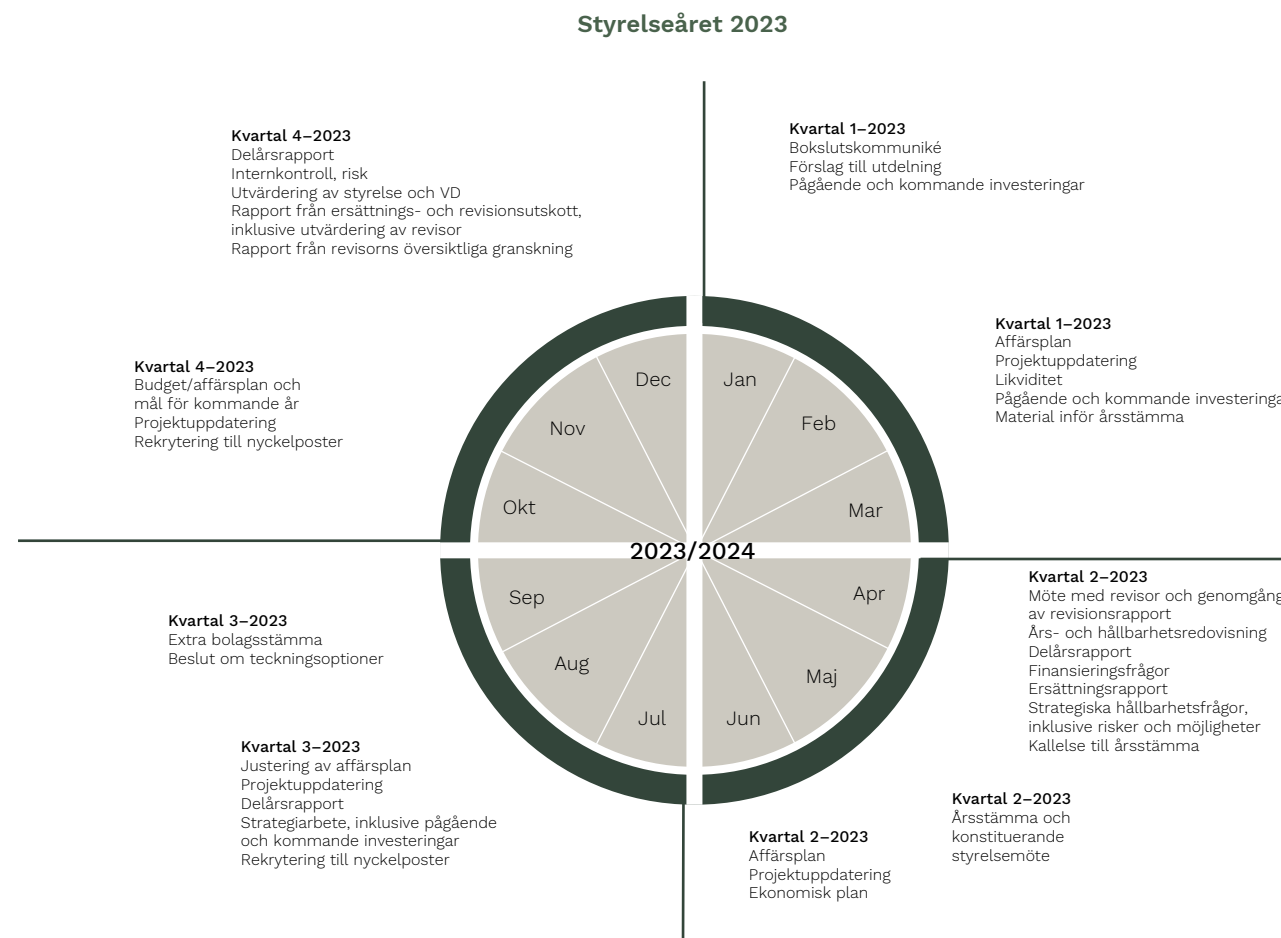 Styrelseåret 2023
Kvartal 4–2023
Delårsrapport
Internkontroll, risk
Utvärdering av styrelse och VD
Rapport från ersättnings- och revisionsutskott,
inklusive utvärdering av revisor
Rapport från revisorns översiktliga granskning
Kvartal 1–2023
Bokslutskommuniké
Förslag till utdelning
Pågående och kommande investeringar
Kvartal 4–2023
Budget/affärsplan och
mål för kommande år
Projektuppdatering
Rekrytering till nyckelposter
Kvartal 1–2023
Affärsplan
Projektuppdatering
Likviditet
Pågående och kommande investeringa
Material inför årsstämma
Dec
Jan
Nov
Feb
Okt
Mar
2023/2024
Sep
Apr
Aug
Maj
Jul
Jun
Kvartal 3–2023
Extra bolagsstämma
Beslut om teckningsoptioner
Kvartal 2–2023
Möte med revisor och genomgång
av revisionsrapport
Års- och hållbarhetsredovisning
Delårsrapport
Finansieringsfrågor
Ersättningsrapport
Strategiska hållbarhetsfrågor,
inklusive risker och möjligheter
Kallelse till årsstämma
Kvartal 3–2023
Justering av affärsplan
Projektuppdatering
Delårsrapport
Strategiarbete, inklusive pågående
och kommande investeringar
Rekrytering till nyckelposter
Kvartal 2–2023
Affärsplan
Projektuppdatering
Ekonomisk plan
Kvartal 2–2023
Årsstämma och
konstituerande
styrelsemöte